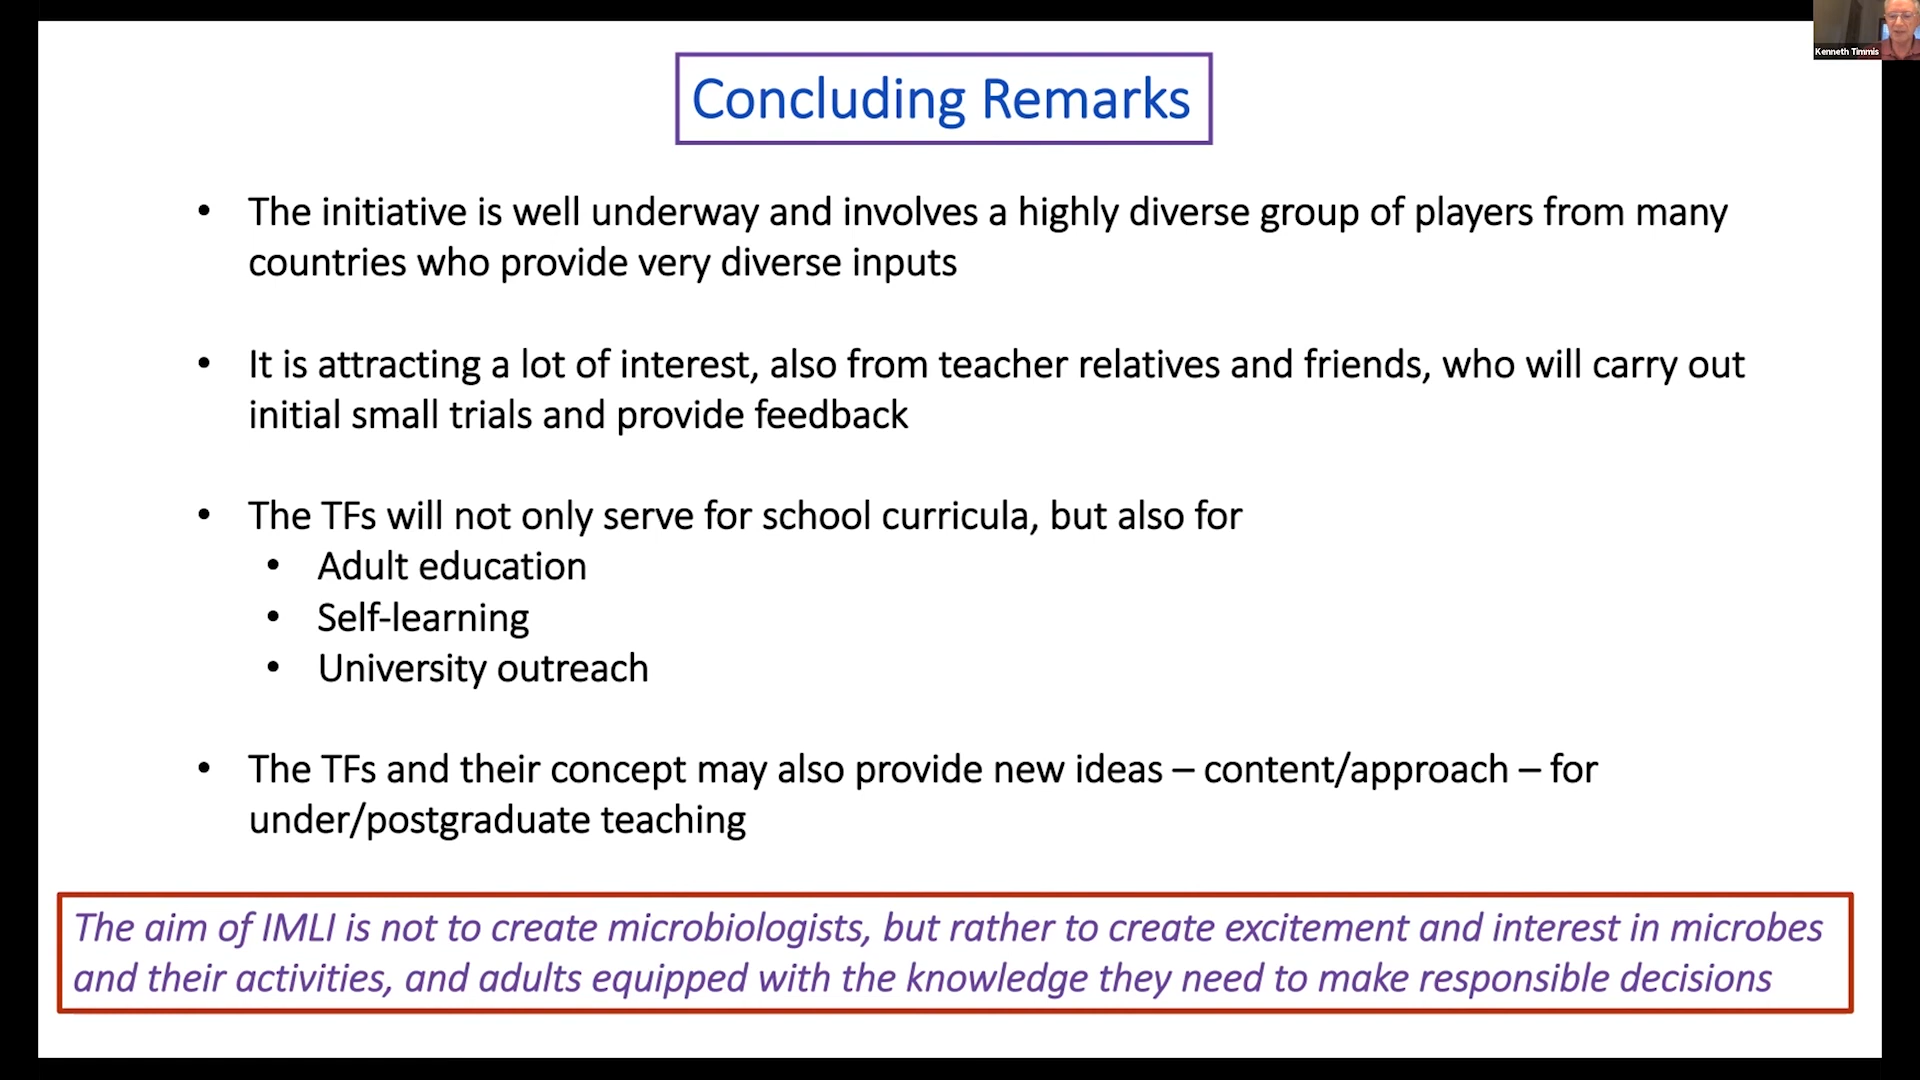 Kenneth Timmis
Concluding Remarks
• The initiative is well underway and involves a highly diverse group of players from many
countries who provide very diverse inputs
• It is attracting a lot of interest, also from teacher relatives and friends, who will carry out
initial small trials and provide feedback
• The TFs will not only serve for school curricula, but also for
• Adult education
• Self-learning
• University outreach
• The TFs and their concept may also provide new ideas – content/approach – for
under/postgraduate teaching
The aim of IMLI is not to create microbiologists, but rather to create excitement and interest in microbes
and their activities, and adults equipped with the knowledge they need to make responsible decisions